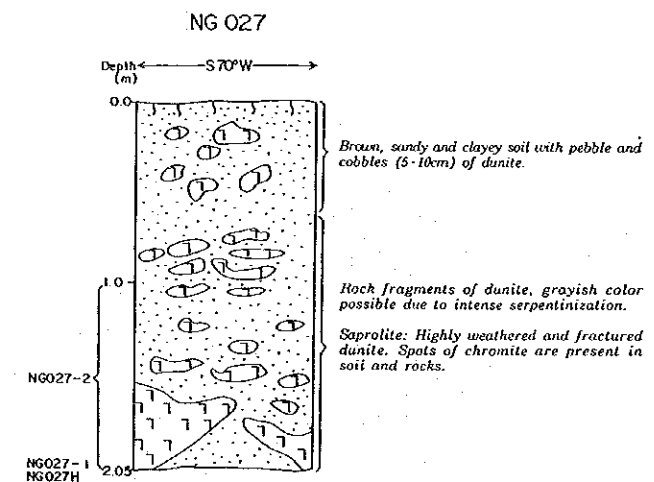 NG 027
Depth
(m)
S70°W
0.0
Brown, sandy and clayey soil with pebble and
cobbles (5-10cm) of dunite.
1.0
Rock fragments of dunite, grayish color
possible due to intense serpentinization.
Saprolite: Highly weathered and fractured
dunite. Spots of chromite are present in
soil and rocks.
NG027-2
NG027-1
NG027H
2.05